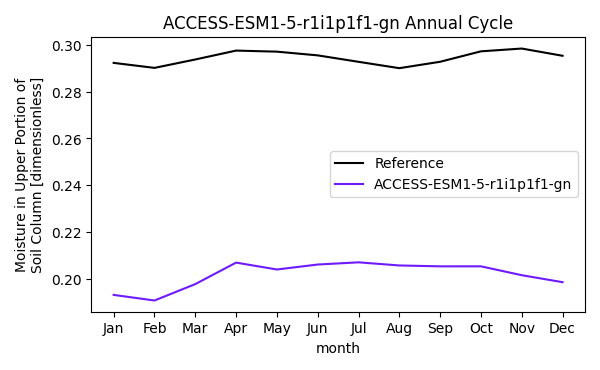 ACCESS-ESM1-5-r1i1p1f1-gn Annual Cycle
Moisture in Upper Portion of
Soil Column [dimensionless]
0.30
0.28
0.26
0.24
0.22
0.20
Reference
ACCESS-ESM1-5-r1i1p1f1-gn
Jan Feb Mar Apr May Jun Jul Aug Sep Oct Nov Dec
month